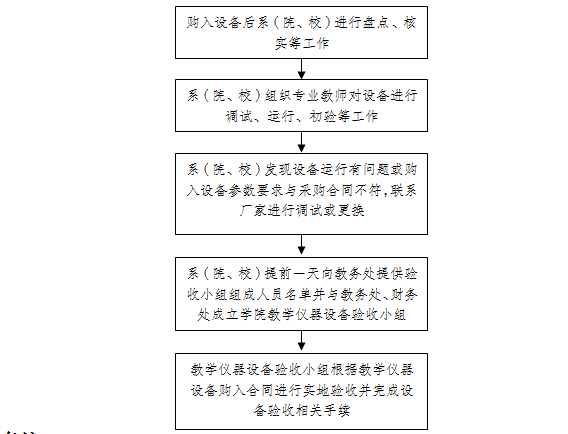 购入设备后系（院、校）进行盘点、核
实等工作
系（院、校）组织专业教师对设备进行
调试、运行、初验等工作
系（院、校）发现设备运行有问题或购
入设备参数要求与采购合同不符，联系
厂家进行调试或更换
系（院、校）提前一天向教务处提供验
收小组组成人员名单并与教务处、财务
处成立学院教学仪器设备验收小组
教学仪器设备验收小组根据教学仪器
设备购入合同进行实地验收并完成设
备验收相关手续